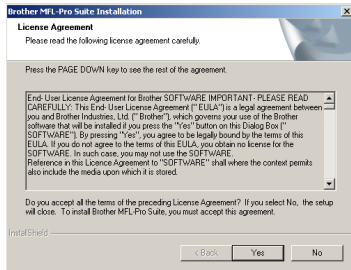 Brother MFL-Pro Suite Installation
License Agreement
Please read the following license agreement carefully.
Press the PAGE DOWN key to see the rest of the agreement.
End- User License Agreement for Brother SOFTWARE IMPORTANT- PLEASE READ
CAREFULLY: This End- User License Agreement ("EULA") is a legal agreement between
you and Brother Industries, Ltd. (" Brother"), which governs your use of the Brother
software that will be installed if you press the "Yes" button on this Dialog Box ("
SOFTWARE"). By pressing "Yes", you agree to be legally bound by the terms of this
EULA. If you do not agree to the terms of this EULA, you obtain no license for the
SOFTWARE. In such case, you may not use the SOFTWARE.
Reference in this Licence Agreement to "SOFTWARE" shall where the context permits
also include the media upon which it is stored.
Do you accept all the terms of the preceding License Agreement? If you select No, the setup
will close. To install Brother MFL-Pro Suite, you must accept this agreement.
InstallShield
< Back
Yes
No